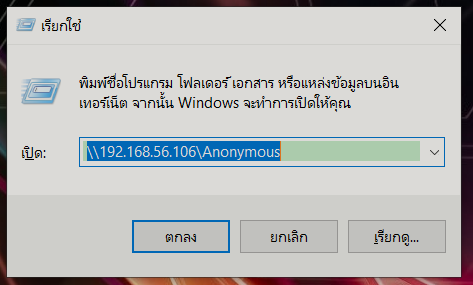 เรียกใช้
พิมพ์ชื่อโปรแกรม โฟลเดอร์ เอกสาร หรือแหล่งข้อมูลบนอิน
เทอร์เน็ต จากนั้น Windows จะทำการเปิดให้คุณ
เปิด: \\192.168.56.106\Anonymous
ตกลง ยกเลิก เรียกดู...